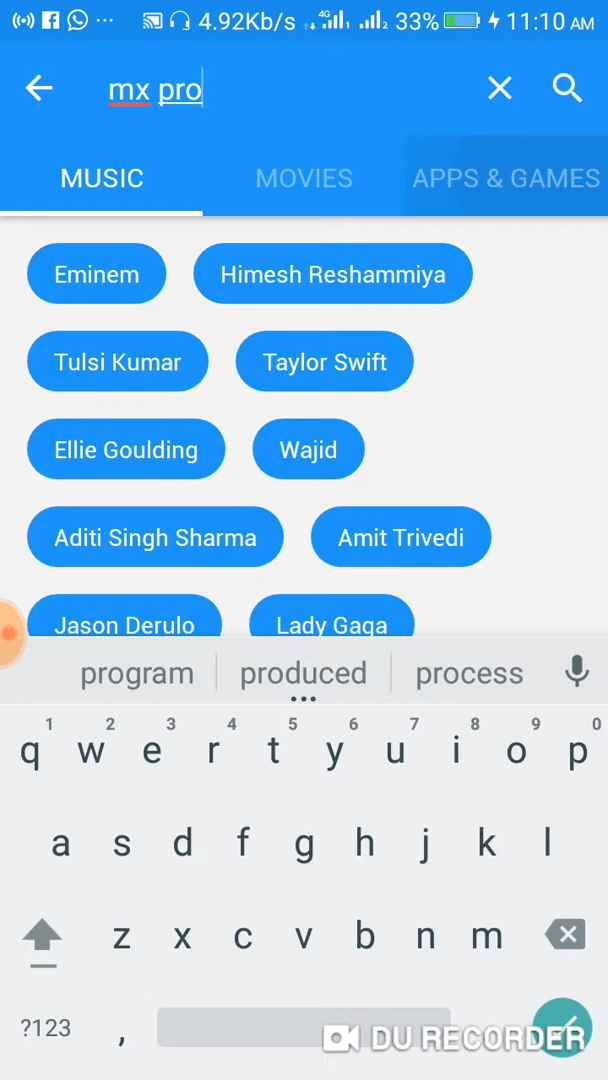 4.92Kb/s 4G 1 2 33% 11:10 AM
mx pro
MUSIC MOVIES APPS & GAMES
Eminem Himesh Reshammiya
Tulsi Kumar Taylor Swift
Ellie Goulding Wajid
Aditi Singh Sharma Amit Trivedi
Jason Derulo Lady Gaga
program produced process
1 2 3 4 5 6 7 8 9 0
q w e r t y u i o p
a s d f g h j k l
z x c v b n m
?123 ,
DU RECORDER